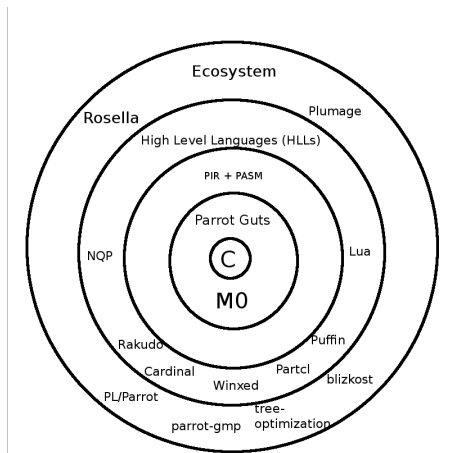 Ecosystem
Rosella
Plumage
High Level Languages (HLLs)
PIR + PASM
Parrot Guts
NQP
C
Lua
M0
Rakudo
Puffin
Cardinal
Partcl
Winxed
blizkost
PL/Parrot
tree-
optimization
parrot-gmp